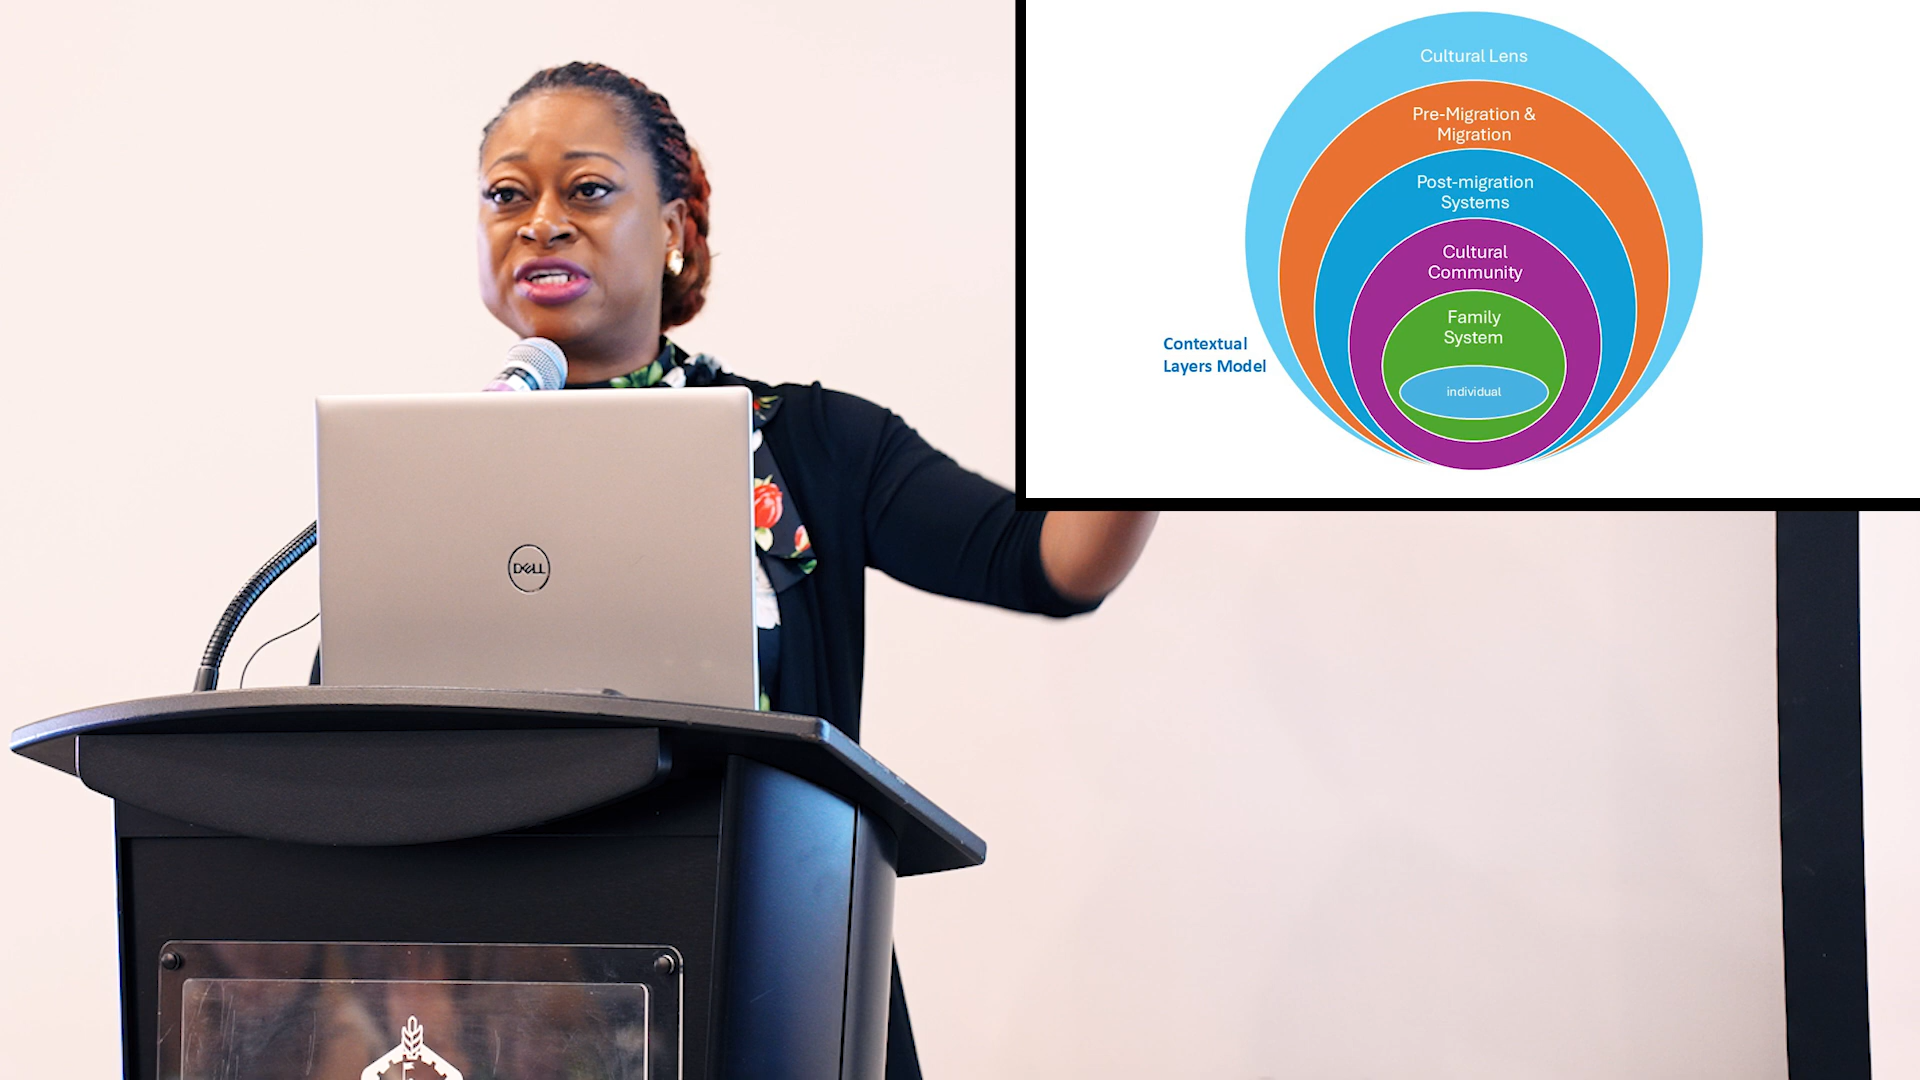 Cultural Lens
Pre-Migration &
Migration
Post-migration
Systems
Cultural
Community
Family
System
individual
Contextual
Layers Model
DELL